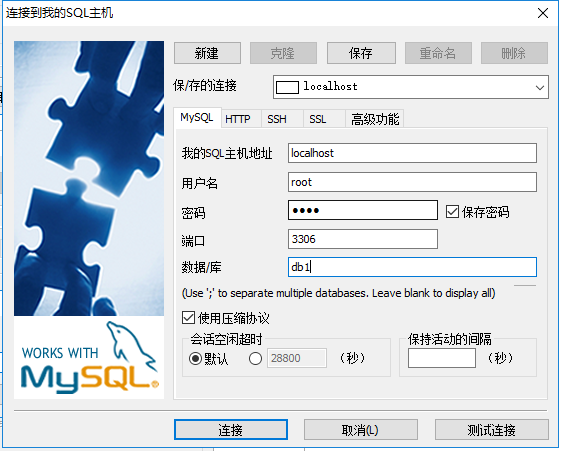 连接到我的SQL主机
新建
克隆
保存
重命名
删除
保/存的连接
localhost
MySQL
HTTP
SSH
SSL
高级功能
我的SQL主机地址
localhost
用户名
root
密码
●●●●
保存密码
端口
3306
数据/库
db1
(Use ';' to separate multiple databases. Leave blank to display all)
使用压缩协议
会话空闲超时
默认
28800
（秒）
保持活动的间隔
（秒）
WORKS WITH
MySQL®
连接
取消(L)
测试连接